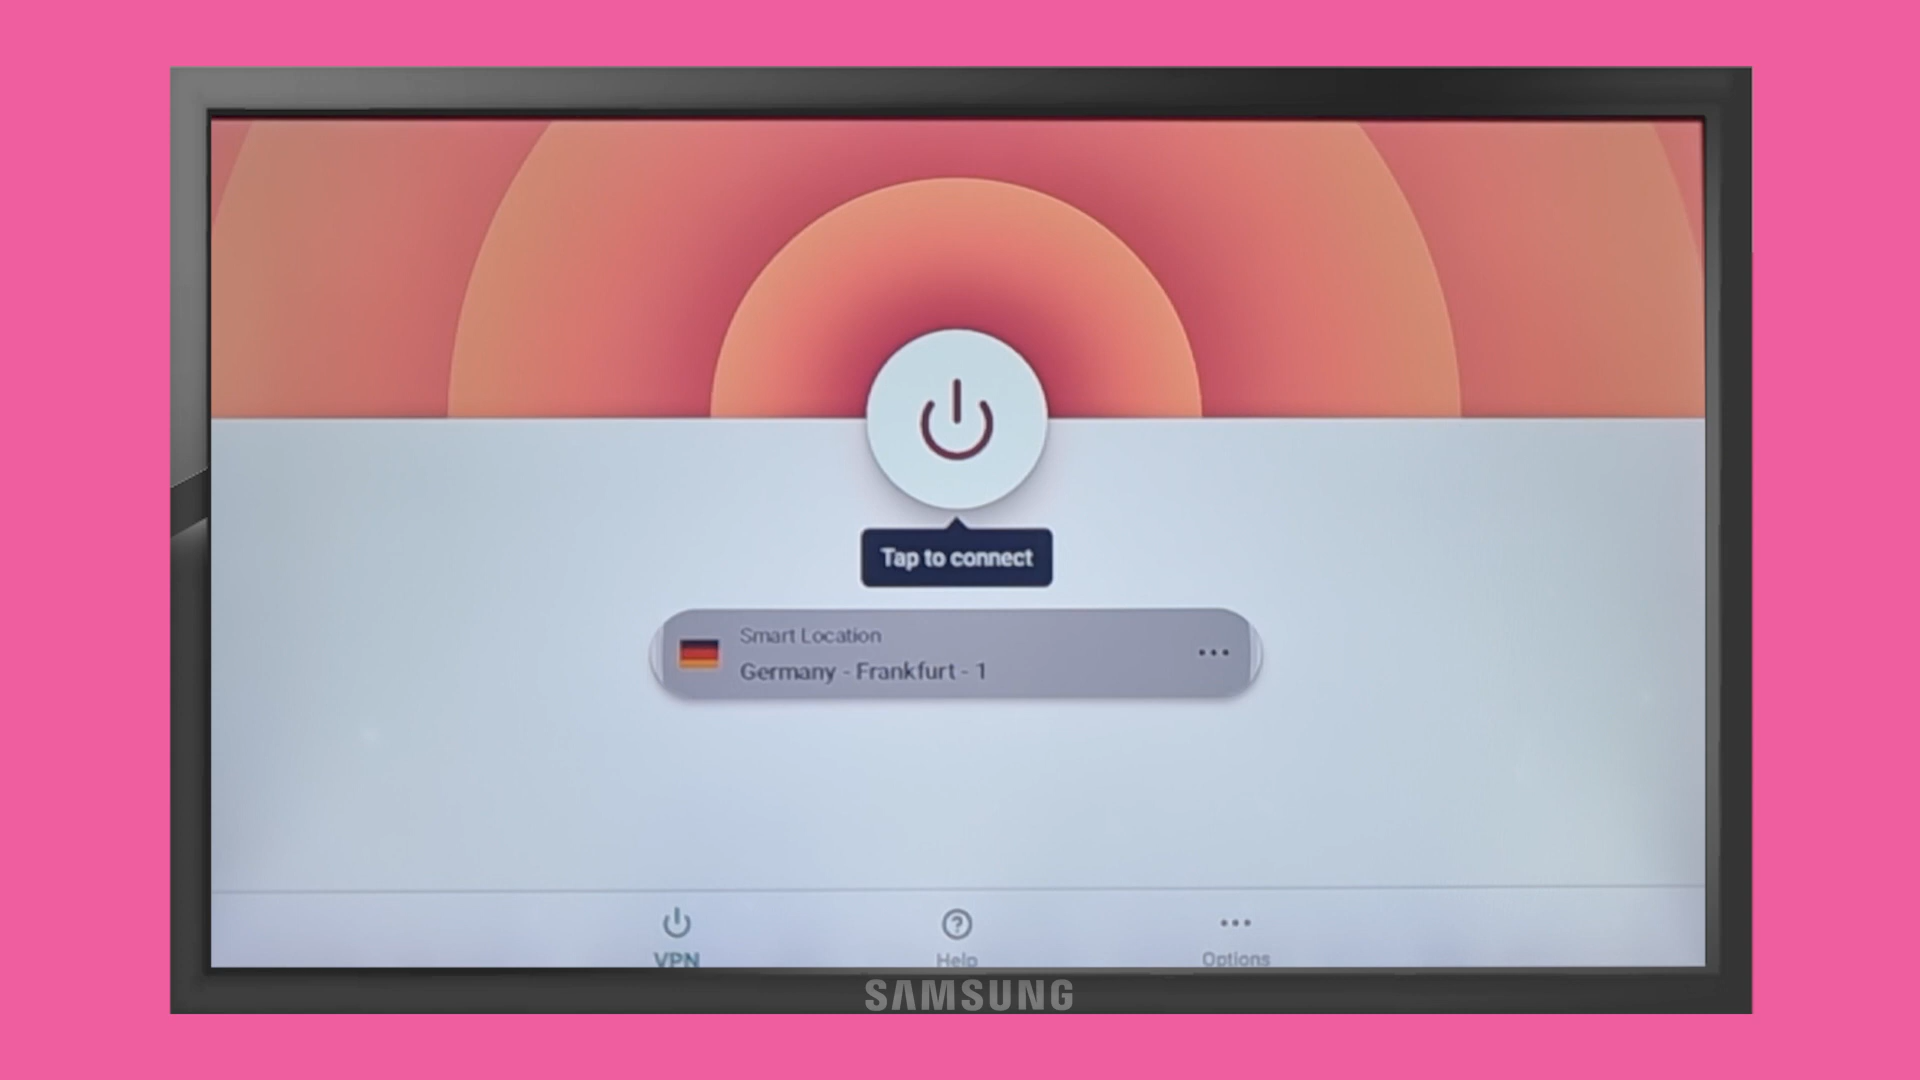 Tap to connect
Smart Location
Germany - Frankfurt - 1
VPN
Help
Options
SAMSUNG